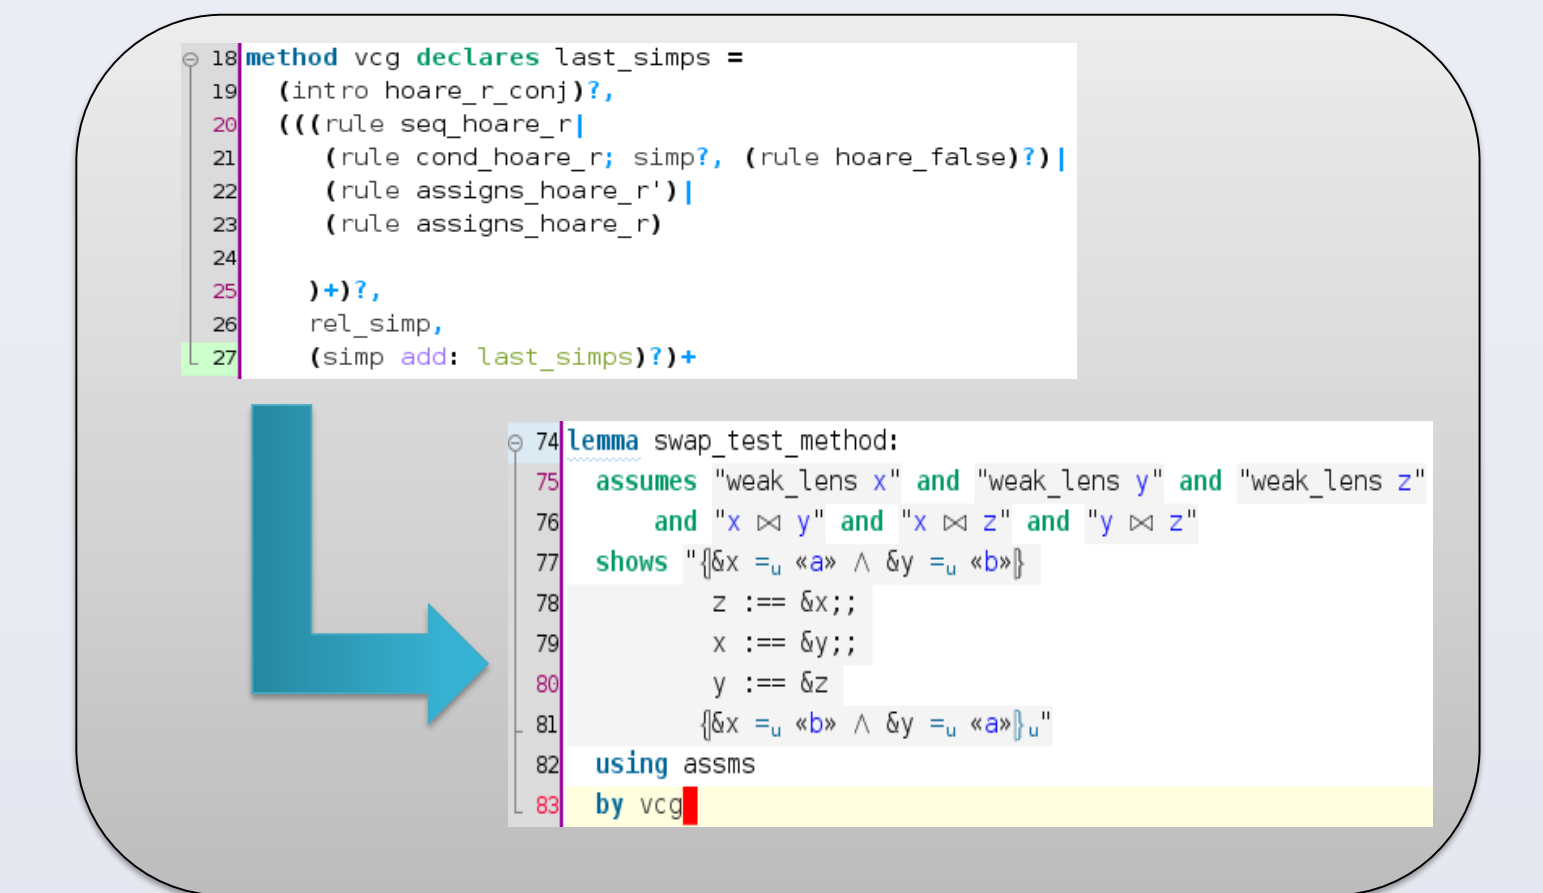 18 method vcg declares last_simps =
19 (intro hoare_r_conj)?,
20 (((rule seq_hoare_r|
21 (rule cond_hoare_r; simp?, (rule hoare_false)?)|
22 (rule assigns_hoare_r')|
23 (rule assigns_hoare_r)
24
25 )+)?,
26 rel_simp,
27 (simp add: last_simps)?)+
74 lemma swap_test_method:
75 assumes "weak_lens x" and "weak_lens y" and "weak_lens z"
76 and "x ⋈ y" and "x ⋈ z" and "y ⋈ z"
77 shows "⦃&x =ᵤ «a» ∧ &y =ᵤ «b»⦄
78 z :== &x;;
79 x :== &y;;
80 y :== &z
81 ⦃&x =ᵤ «b» ∧ &y =ᵤ «a»⦄ᵤ"
82 using assms
83 by vcg